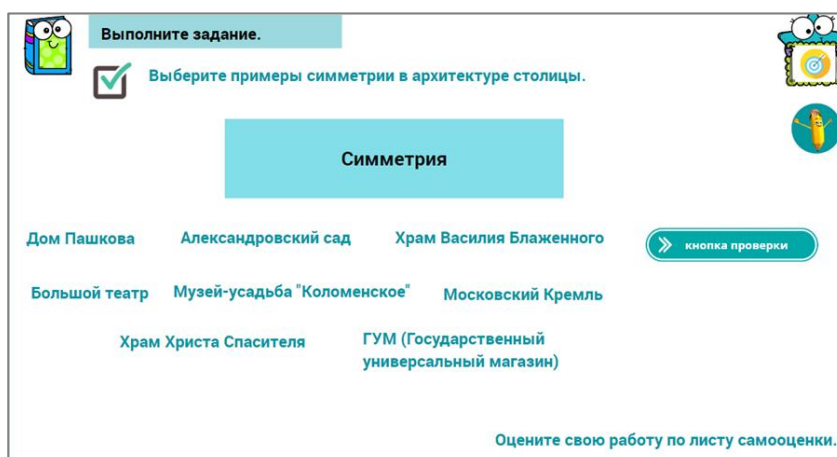 Выполните задание.
Выберите примеры симметрии в архитектуре столицы.
Симметрия
Дом Пашкова
Александровский сад
Храм Василия Блаженного
кнопка проверки
Большой театр
Музей-усадьба "Коломенское"
Московский Кремль
Храм Христа Спасителя
ГУМ (Государственный
универсальный магазин)
Оцените свою работу по листу самооценки.